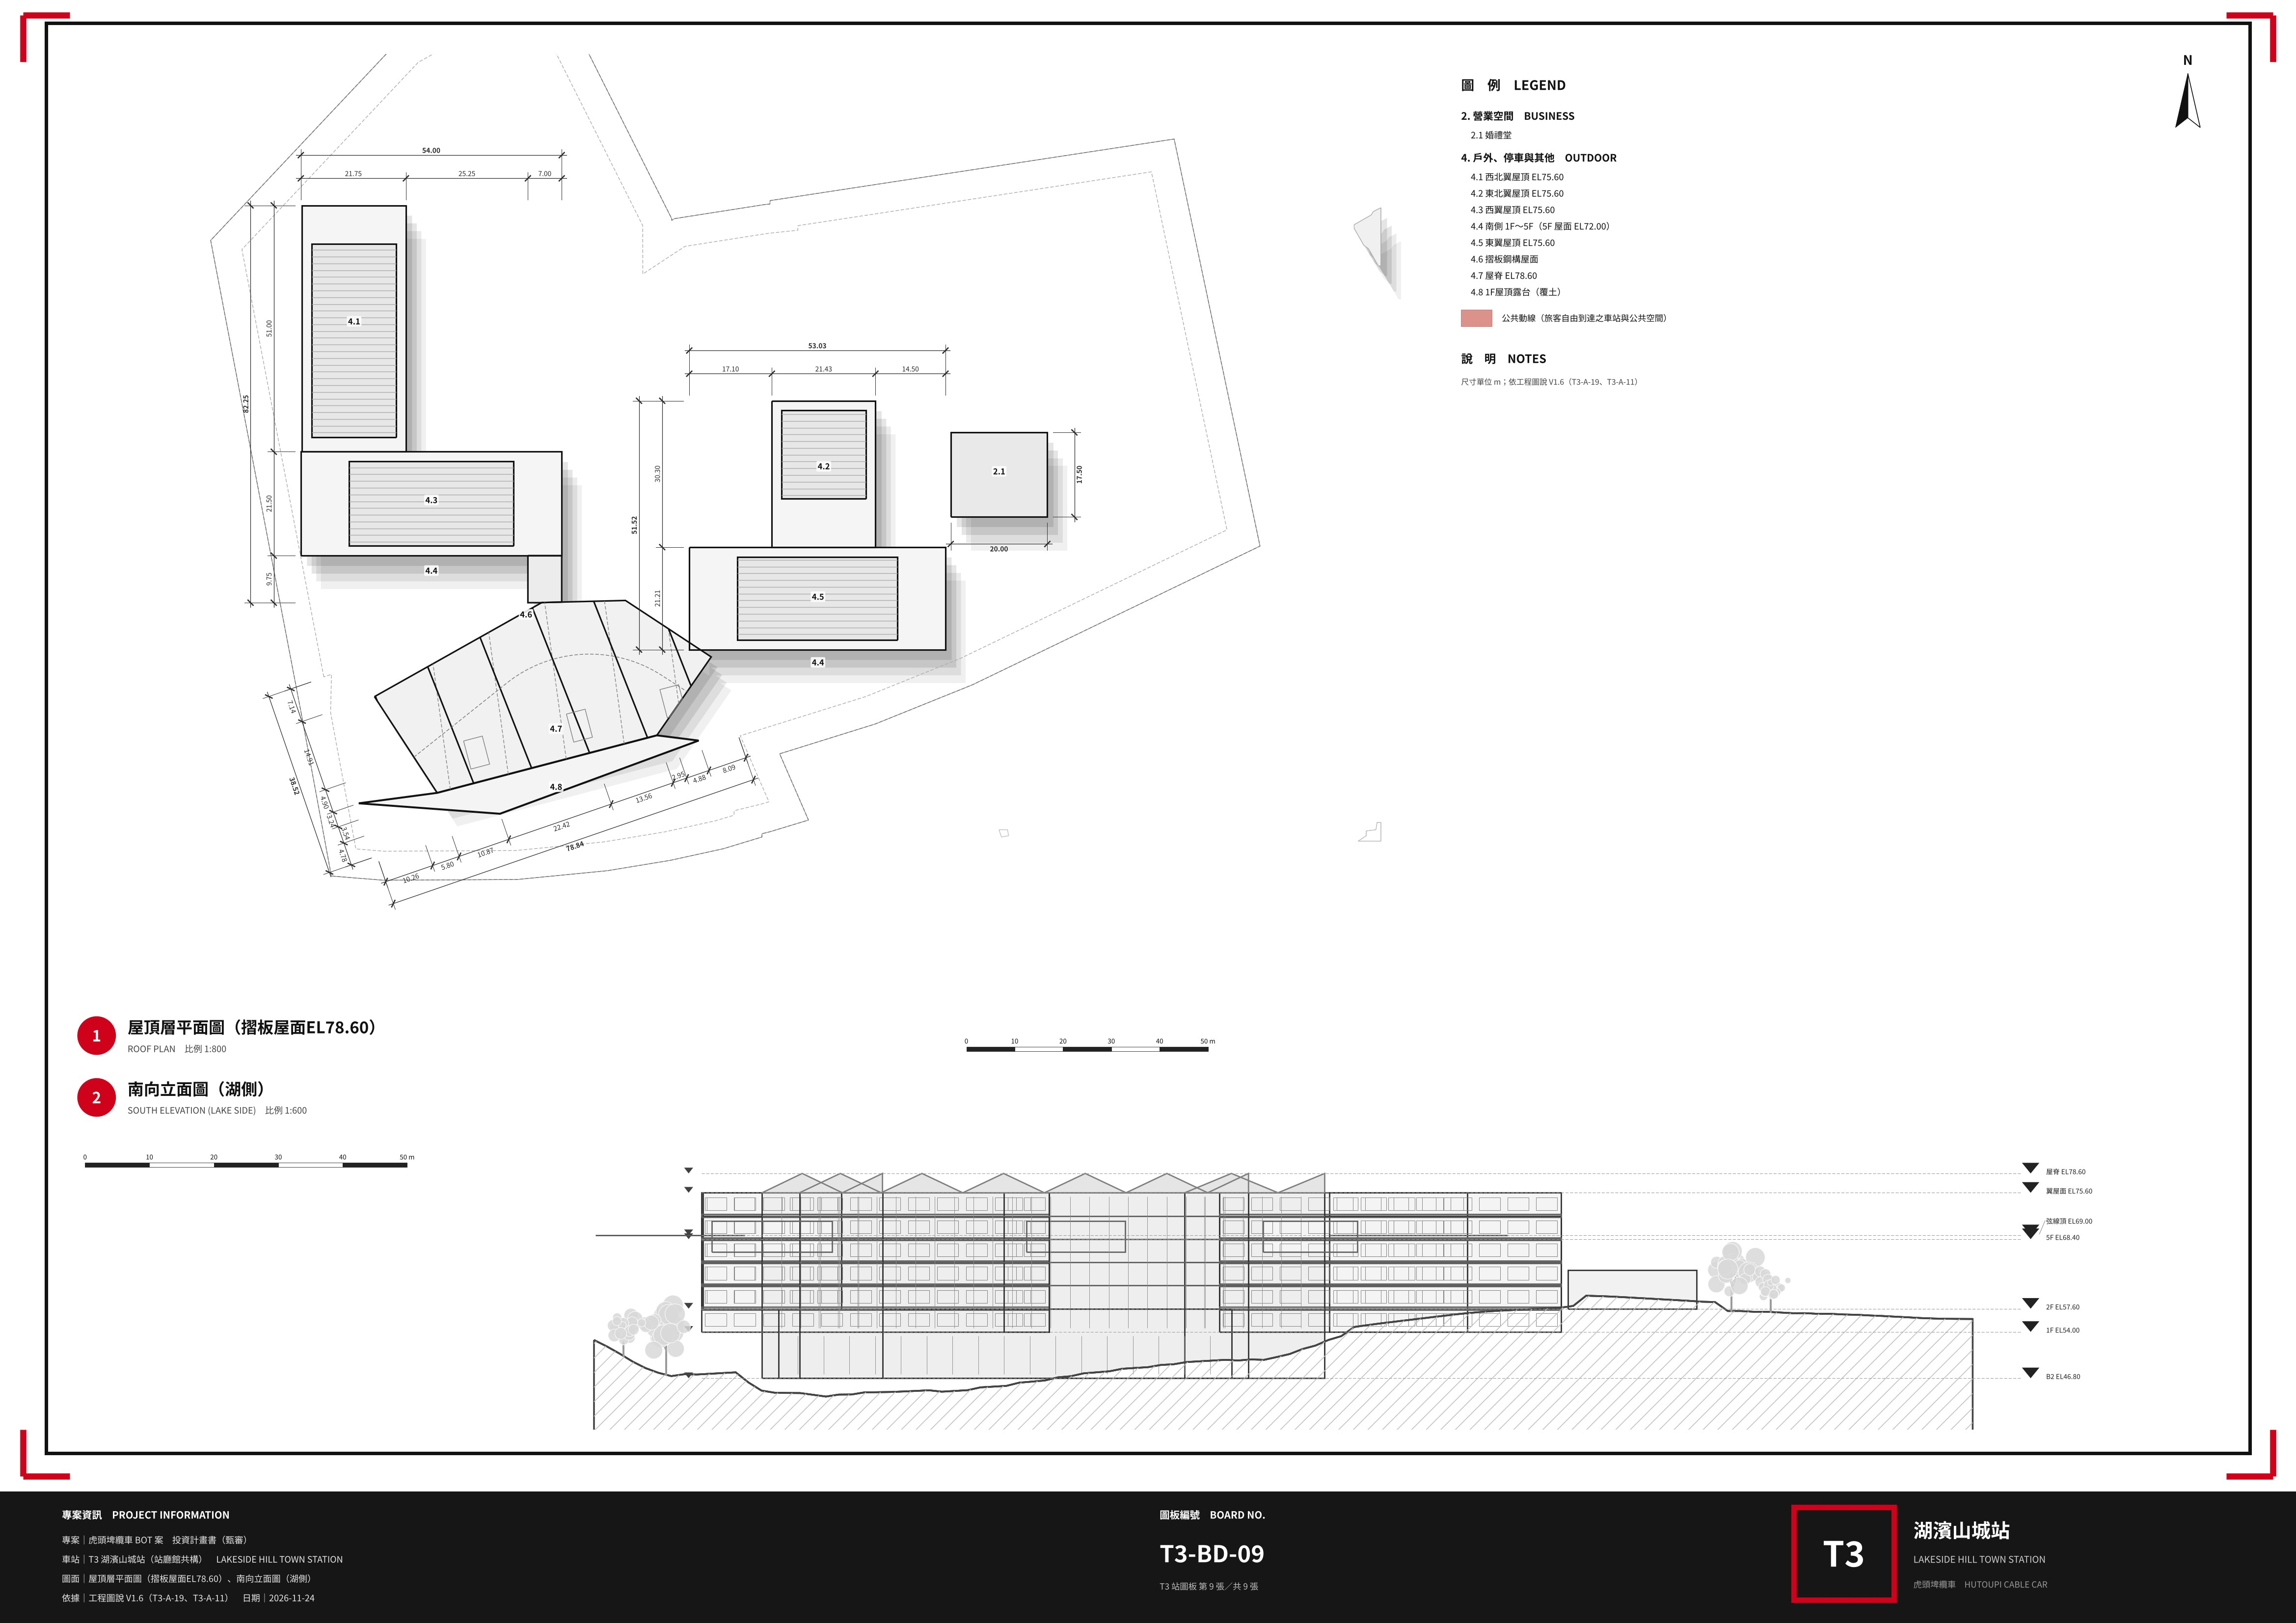 N
圖 例 LEGEND
2. 營業空間 BUSINESS
2.1 婚禮堂
4. 戶外、停車與其他 OUTDOOR
4.1 西北翼屋頂 EL75.60
4.2 東北翼屋頂 EL75.60
4.3 西翼屋頂 EL75.60
4.4 南側 1F～5F（5F 屋面 EL72.00）
4.5 東翼屋頂 EL75.60
4.6 摺板鋼構屋面
4.7 屋脊 EL78.60
4.8 1F屋頂露台（覆土）
公共動線（旅客自由到達之車站與公共空間）
說 明 NOTES
尺寸單位 m；依工程圖說 V1.6（T3-A-19、T3-A-11）
54.00
21.75 25.25 7.00
4.1
51.00
82.25
4.3
21.50
4.4
9.75
53.03
17.10 21.43 14.50
4.2
30.30
51.52
2.1
17.50
20.00
4.5
21.21
4.4
4.6
4.7
4.8
7.14
24.91
38.52
4.90
3.24
3.54
4.78
10.26
5.80
10.87
22.42
13.56
2.95
4.88
8.09
78.84
1
屋頂層平面圖（摺板屋面EL78.60）
ROOF PLAN 比例 1:800
0 10 20 30 40 50 m
2
南向立面圖（湖側）
SOUTH ELEVATION (LAKE SIDE) 比例 1:600
0 10 20 30 40 50 m
屋脊 EL78.60
翼屋面 EL75.60
弦線頂 EL69.00
5F EL68.40
2F EL57.60
1F EL54.00
B2 EL46.80
專案資訊 PROJECT INFORMATION
專案｜虎頭埤纜車 BOT 案 投資計畫書（甄審）
車站｜T3 湖濱山城站（站廳館共構） LAKESIDE HILL TOWN STATION
圖面｜屋頂層平面圖（摺板屋面EL78.60）、南向立面圖（湖側）
依據｜工程圖說 V1.6（T3-A-19、T3-A-11） 日期｜2026-11-24
圖板編號 BOARD NO.
T3-BD-09
T3 站圖板 第 9 張／共 9 張
T3
湖濱山城站
LAKESIDE HILL TOWN STATION
虎頭埤纜車 HUTOUPI CABLE CAR